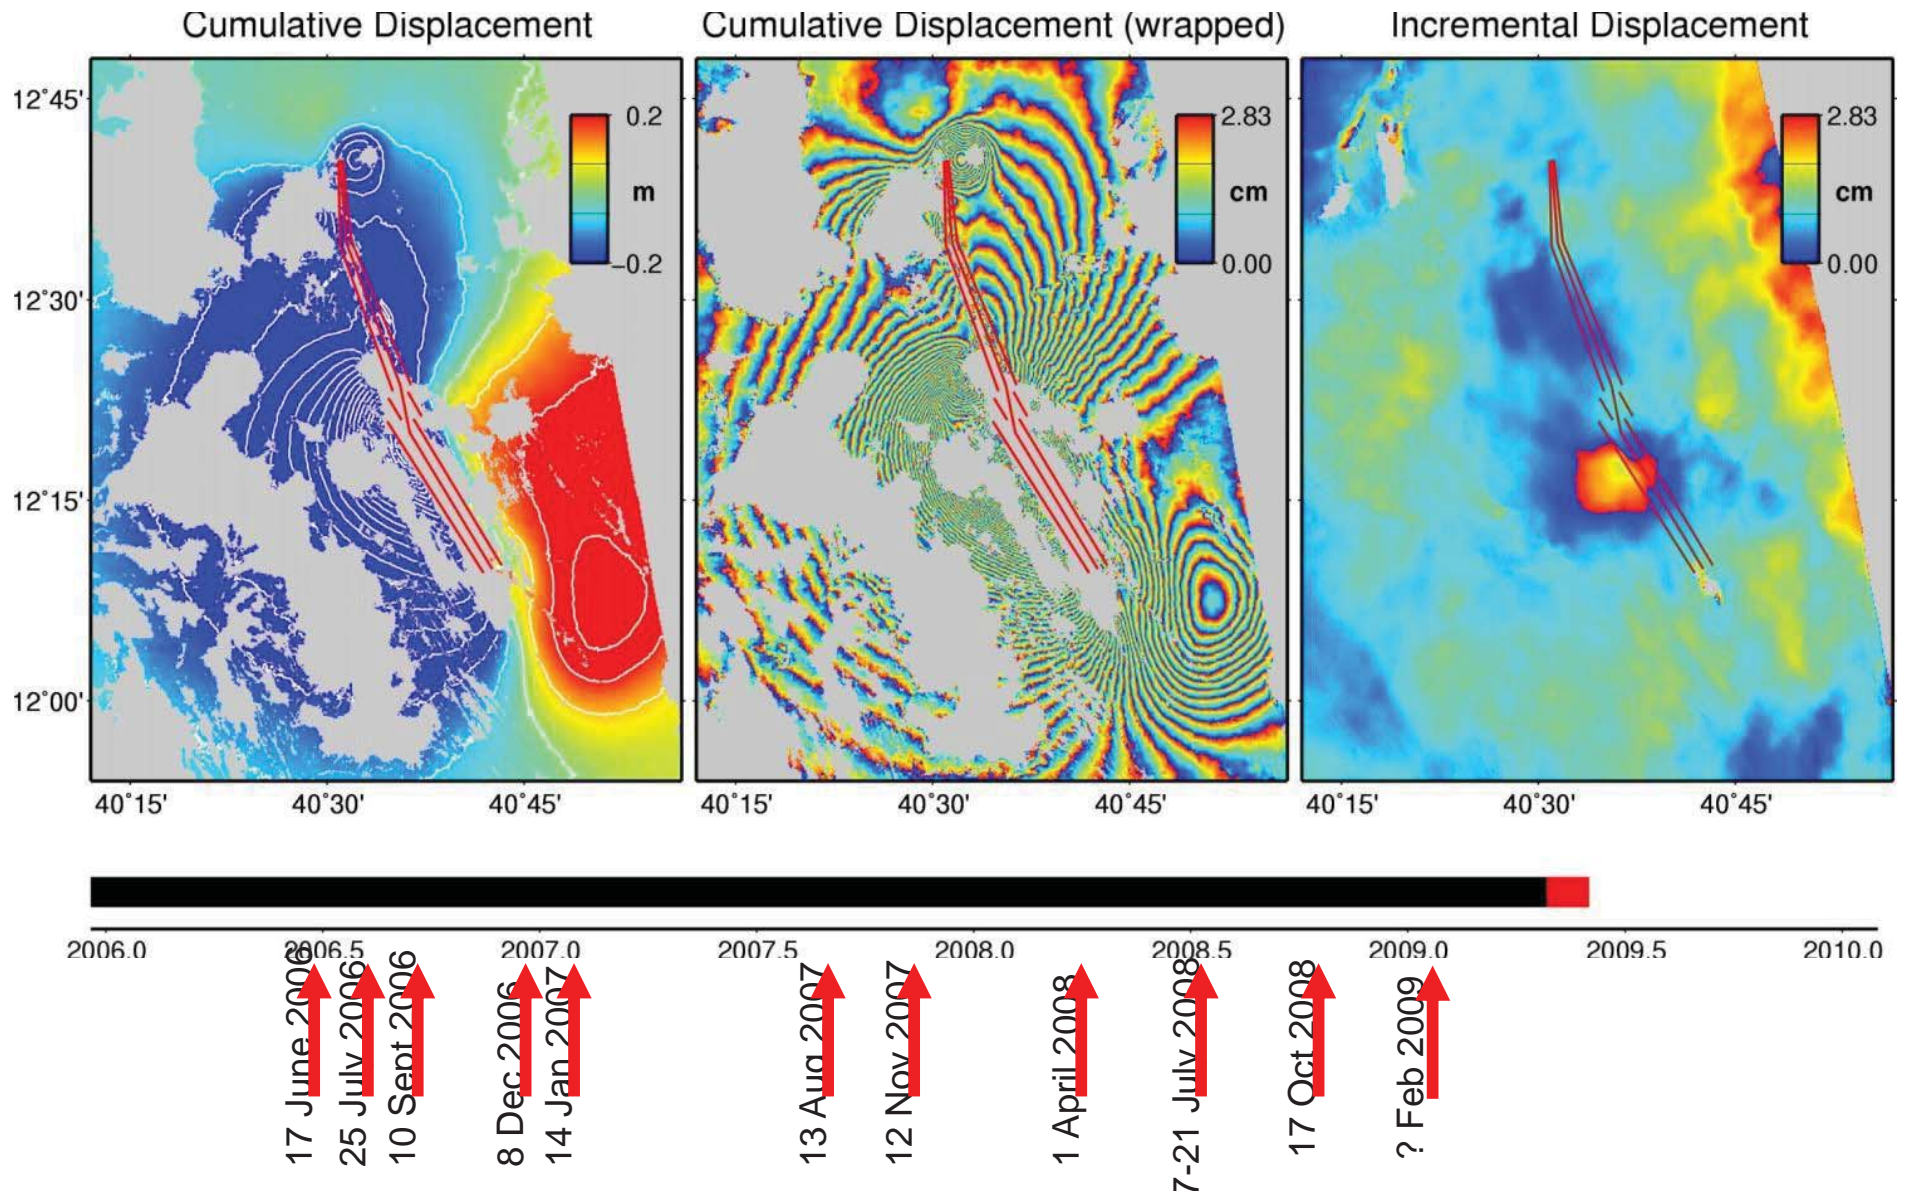 Cumulative Displacement
Cumulative Displacement (wrapped)
Incremental Displacement
12°45'
12°30'
12°15'
12°00'
0.2
m
−0.2
2.83
cm
0.00
2.83
cm
0.00
40°15'
40°30'
40°45'
40°15'
40°30'
40°45'
40°15'
40°30'
40°45'
2006.0
2006.5
2007.0
2007.5
2008.0
2008.5
2009.0
2009.5
2010.0
17 June 2006
25 July 2006
10 Sept 2006
8 Dec 2006
14 Jan 2007
13 Aug 2007
12 Nov 2007
1 April 2008
7-21 July 2008
17 Oct 2008
? Feb 2009